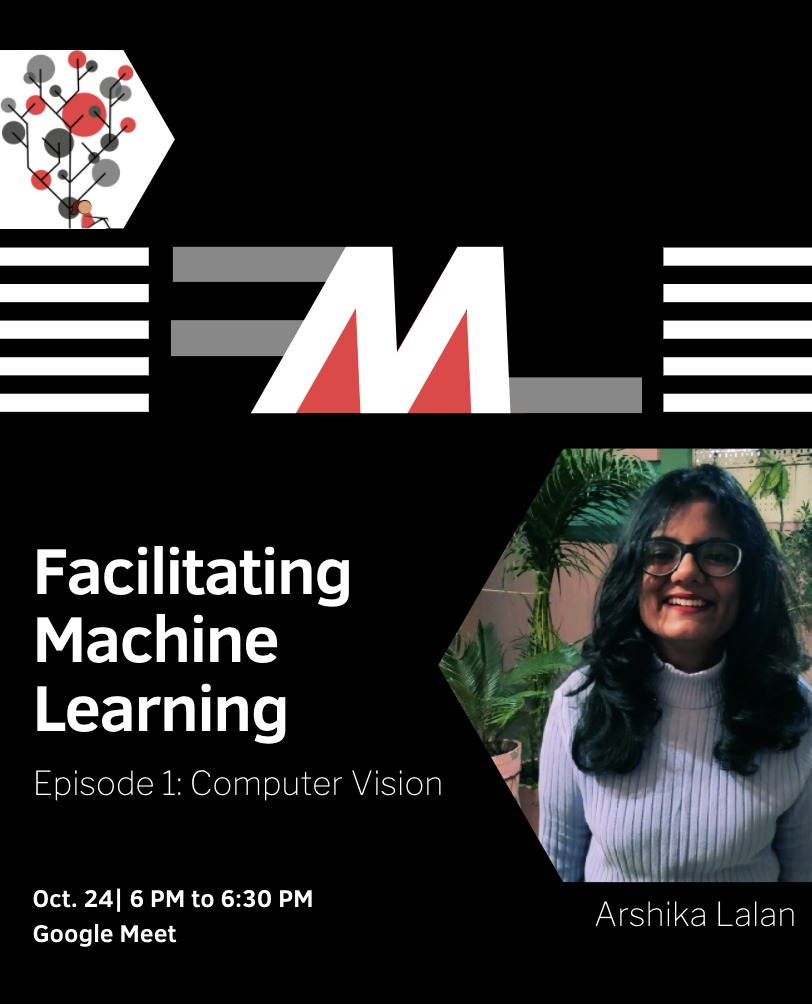 FML
Facilitating
Machine
Learning
Episode 1: Computer Vision
Oct. 24| 6 PM to 6:30 PM
Google Meet
Arshika Lalan